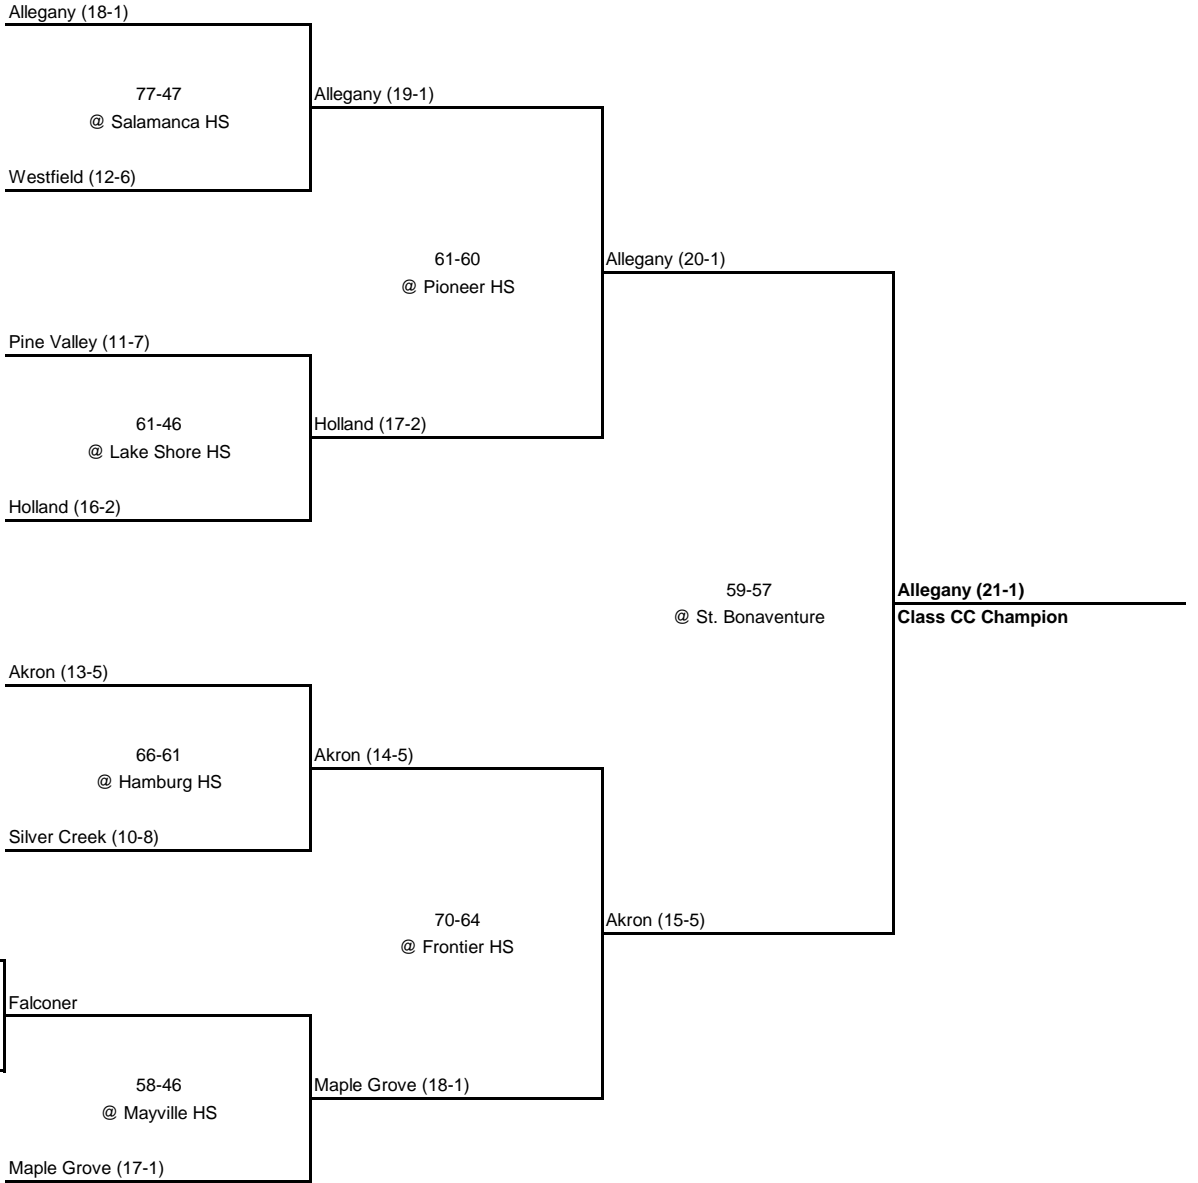 Allegany (18-1)
77-47
Allegany (19-1)
@ Salamanca HS
Westfield (12-6)
61-60
Allegany (20-1)
@ Pioneer HS
Pine Valley (11-7)
61-46
Holland (17-2)
@ Lake Shore HS
Holland (16-2)
59-57
Allegany (21-1)
@ St. Bonaventure
Class CC Champion
Akron (13-5)
66-61
Akron (14-5)
@ Hamburg HS
Silver Creek (10-8)
70-64
Akron (15-5)
@ Frontier HS
Falconer
58-46
Maple Grove (18-1)
@ Mayville HS
Maple Grove (17-1)